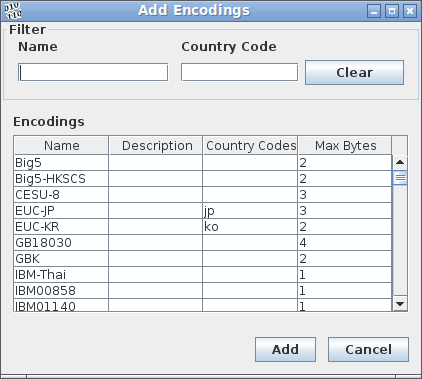 010
110
Add Encodings
Filter
Name Country Code
Clear
Encodings
Name Description Country Codes Max Bytes
Big5 2
Big5-HKSCS 2
CESU-8 3
EUC-JP jp 3
EUC-KR ko 2
GB18030 4
GBK 2
IBM-Thai 1
IBM00858 1
IBM01140 1
Add Cancel